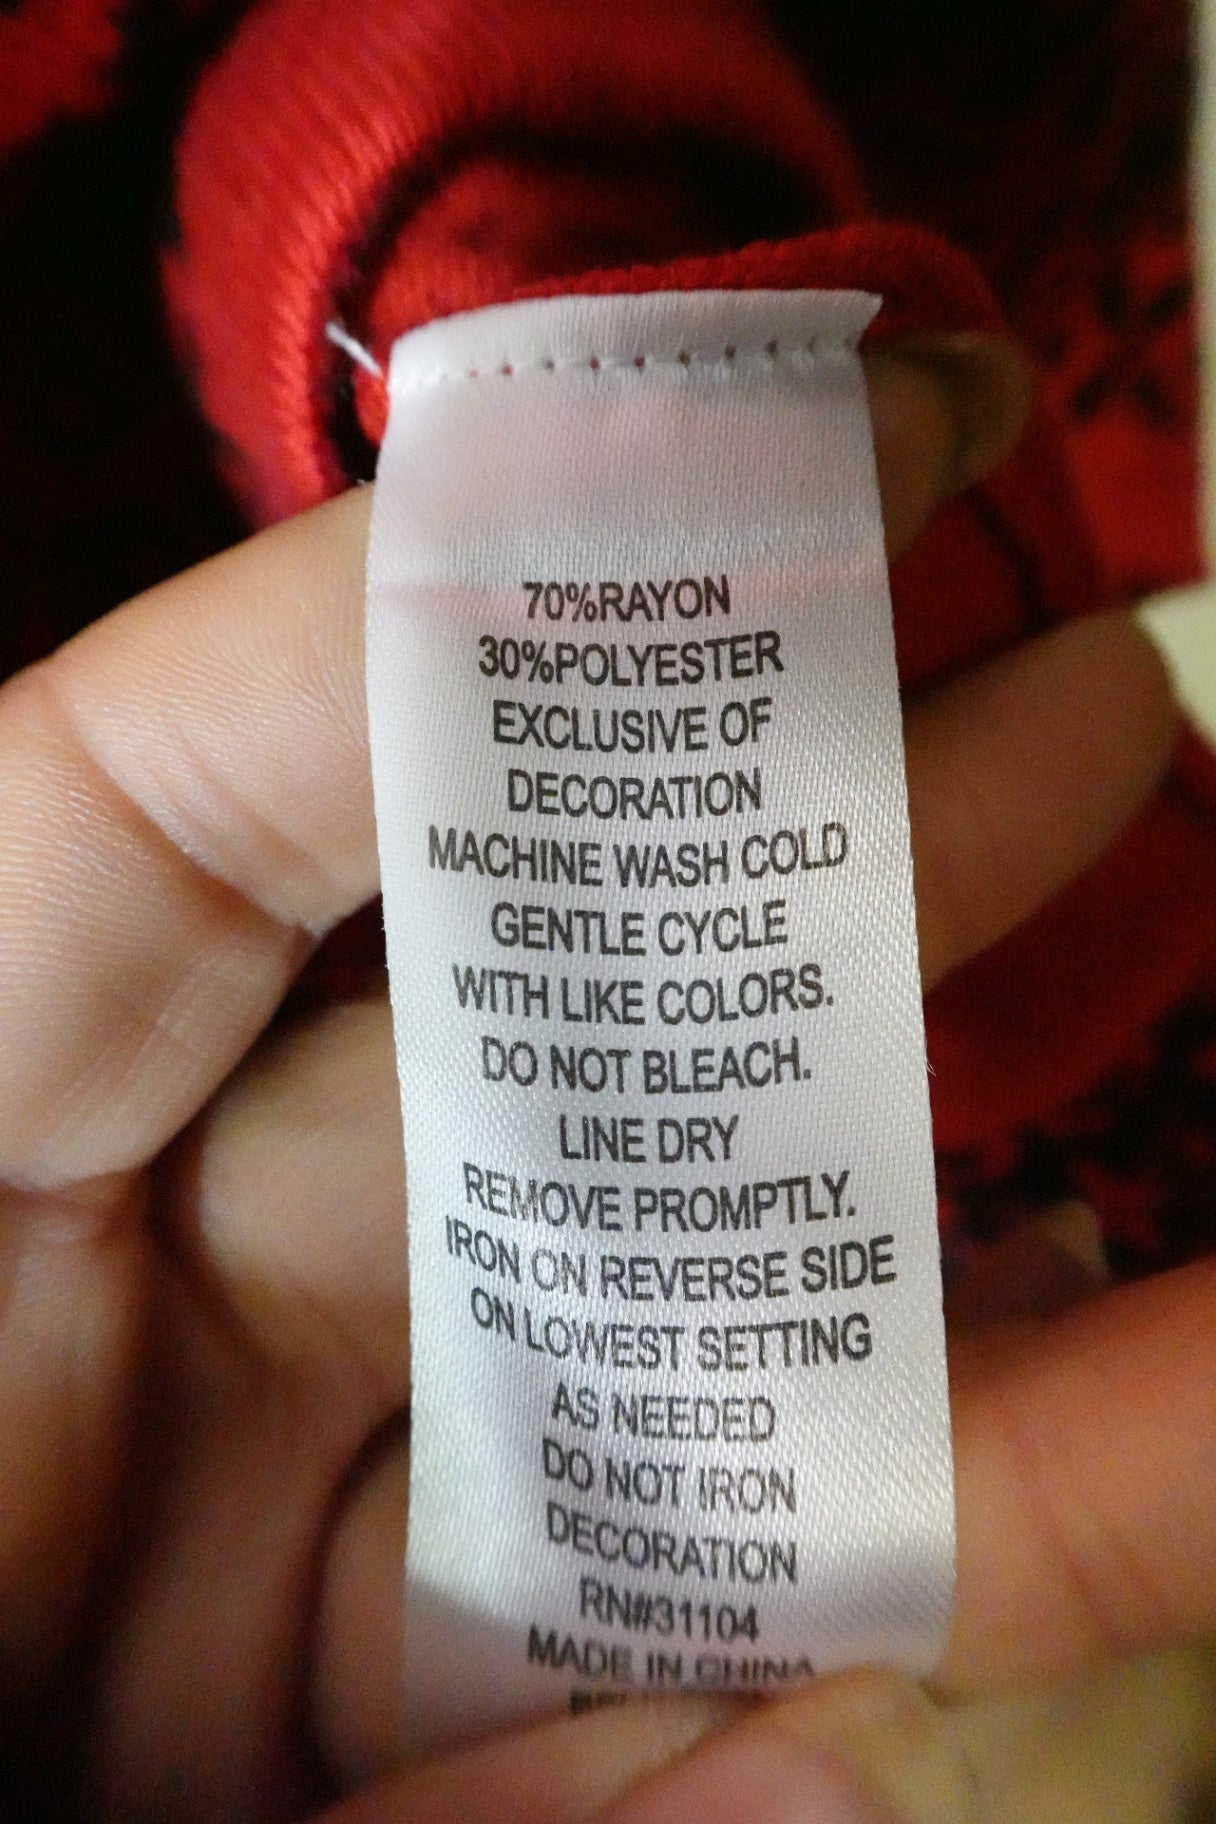 70%RAYON
30%POLYESTER
EXCLUSIVE OF
DECORATION
MACHINE WASH COLD
GENTLE CYCLE
WITH LIKE COLORS.
DO NOT BLEACH.
LINE DRY
REMOVE PROMPTLY.
IRON ON REVERSE SIDE
ON LOWEST SETTING
AS NEEDED
DO NOT IRON
DECORATION
RN#31104
MADE IN CHINA